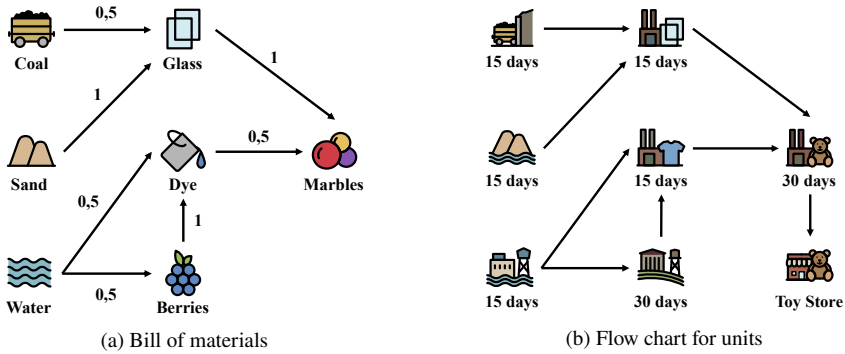 0,5
Coal
Glass
1
1
Sand
Dye
0,5
Marbles
0,5
1
Water
0,5
Berries
(a) Bill of materials
15 days
15 days
15 days
15 days
30 days
15 days
30 days
Toy Store
(b) Flow chart for units